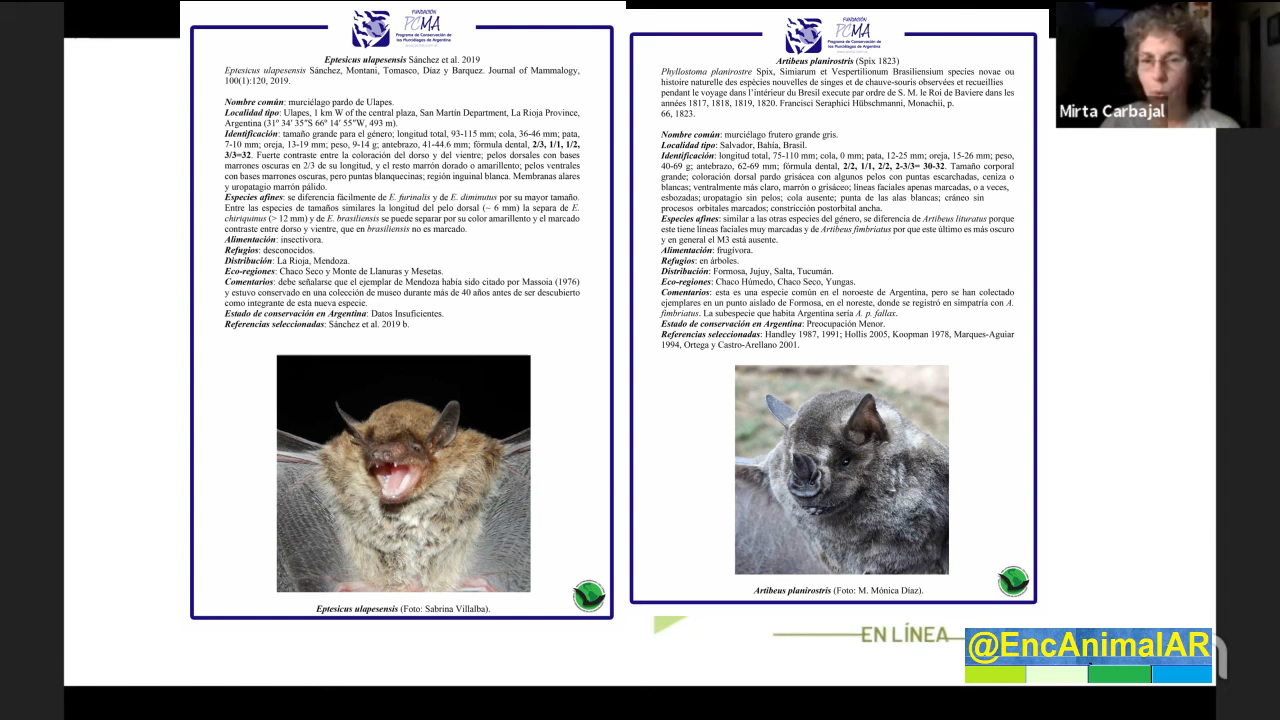 FUNDACIÓN
PCMA
Programa de Conservación de
los Murciélagos de Argentina
Eptesicus ulapesensis Sánchez et al. 2019
Eptesicus ulapesensis Sánchez, Montani, Tomasco, Díaz y Barquez. Journal of Mammalogy,
100(1):120, 2019.
Nombre común: murciélago pardo de Ulapes.
Localidad tipo: Ulapes, 1 km W of the central plaza, San Martín Department, La Rioja Province,
Argentina (31º 34´ 35˝S 66º 14´ 55˝W, 493 m).
Identificación: tamaño grande para el género; longitud total, 93-115 mm; cola, 36-46 mm; pata,
7-10 mm; oreja, 13-19 mm; peso, 9-14 g; antebrazo, 41-44.6 mm; fórmula dental, 2/3, 1/1, 1/2,
3/3=32. Fuerte contraste entre la coloración del dorso y del vientre; pelos dorsales con bases
marrones oscuras en 2/3 de su longitud, y el resto marrón dorado o amarillento; pelos ventrales
con bases marrones oscuras, pero puntas blanquecinas; región inguinal blanca. Membranas alares
y uropatagio marrón pálido.
Especies afines: se diferencia fácilmente de E. furinalis y de E. diminutus por su mayor tamaño.
Entre las especies de tamaños similares la longitud del pelo dorsal (~ 6 mm) la separa de E.
chiriquinus (> 12 mm) y de E. brasiliensis se puede separar por su color amarillento y el marcado
contraste entre dorso y vientre, que en brasiliensis no es marcado.
Alimentación: insectívora.
Refugios: desconocidos.
Distribución: La Rioja, Mendoza.
Eco-regiones: Chaco Seco y Monte de Llanuras y Mesetas.
Comentarios: debe señalarse que el ejemplar de Mendoza había sido citado por Massoia (1976)
y estuvo conservado en una colección de museo durante más de 40 años antes de ser descubierto
como integrante de esta nueva especie.
Estado de conservación en Argentina: Datos Insuficientes.
Referencias seleccionadas: Sánchez et al. 2019 b.
Eptesicus ulapesensis (Foto: Sabrina Villalba).
FUNDACIÓN
PCMA
Programa de Conservación de
los Murciélagos de Argentina
Artibeus planirostris (Spix 1823)
Phyllostoma planirostre Spix, Simiarum et Vespertilionum Brasiliensium species novae ou
histoire naturelle des espèces nouvelles de singes et de chauve-souris observées et recueillies
pendant le voyage dans l'intérieur du Bresil execute par ordre de S. M. le Roi de Baviere dans les
années 1817, 1818, 1819, 1820. Francisci Seraphici Hübschmanni, Monachii, p.
66, 1823.
Nombre común: murciélago frutero grande gris.
Localidad tipo: Salvador, Bahía, Brasil.
Identificación: longitud total, 75-110 mm; cola, 0 mm; pata, 12-25 mm; oreja, 15-26 mm; peso,
40-69 g; antebrazo, 62-69 mm; fórmula dental, 2/2, 1/1, 2/2, 2-3/3= 30-32. Tamaño corporal
grande; coloración dorsal pardo grisácea con algunos pelos con puntas escarchadas, ceniza o
blancas; ventralmente más claro, marrón o grisáceo; líneas faciales apenas marcadas, o a veces,
esbozadas; uropatagio sin pelos; cola ausente; punta de las alas blancas; cráneo sin
procesos orbitales marcados; constricción postorbital ancha.
Especies afines: similar a las otras especies del género, se diferencia de Artibeus lituratus porque
este tiene líneas faciales muy marcadas y de Artibeus fimbriatus por que este último es más oscuro
y en general el M3 está ausente.
Alimentación: frugívora.
Refugios: en árboles.
Distribución: Formosa, Jujuy, Salta, Tucumán.
Eco-regiones: Chaco Húmedo, Chaco Seco, Yungas.
Comentarios: esta es una especie común en el noroeste de Argentina, pero se han colectado
ejemplares en un punto aislado de Formosa, en el noreste, donde se registró en simpatría con A.
fimbriatus. La subespecie que habita Argentina sería A. p. fallax.
Estado de conservación en Argentina: Preocupación Menor.
Referencias seleccionadas: Handley 1987, 1991; Hollis 2005, Koopman 1978, Marques-Aguiar
1994, Ortega y Castro-Arellano 2001.
Artibeus planirostris (Foto: M. Mónica Díaz).
Mirta Carbajal
EN LÍNEA
@EncAnimalAR